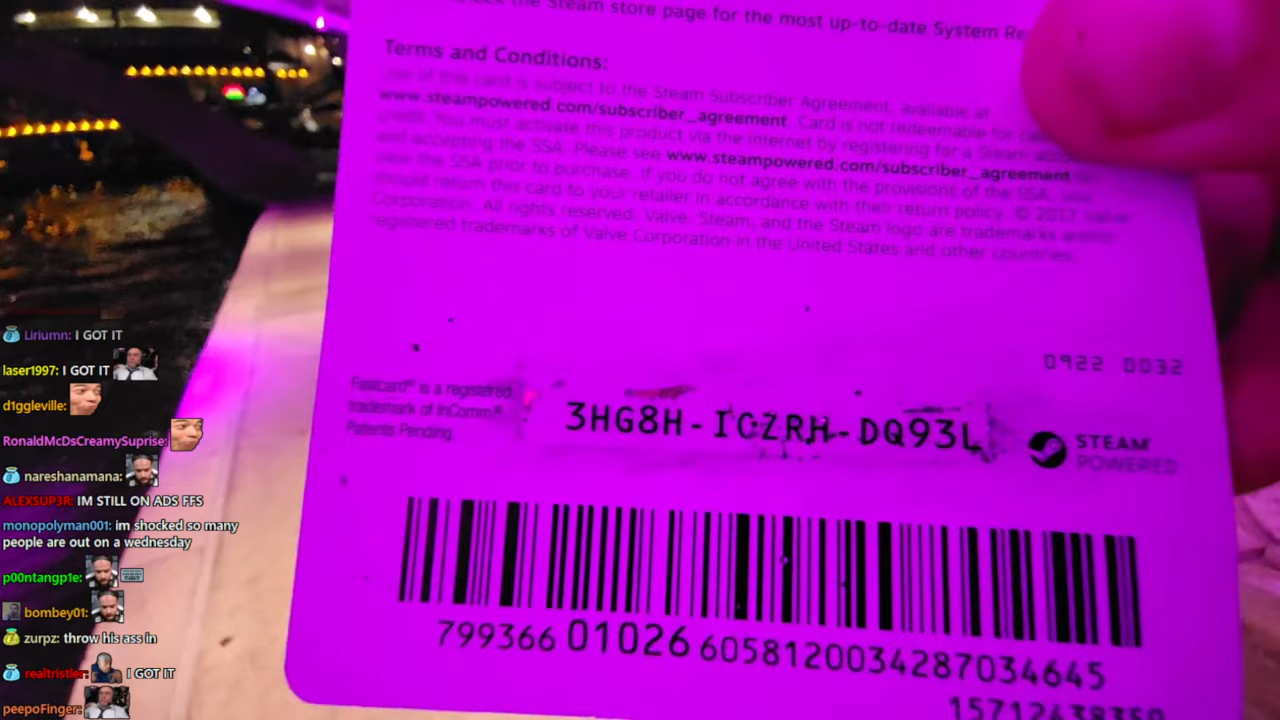 the Steam store page for the most up-to-date System Re
Terms and Conditions:
Use of this card is subject to the Steam Subscriber Agreement, available at
www.steampowered.com/subscriber_agreement. Card is not redeemable for
credit. You must activate this product via the internet by registering for a Steam
and accepting the SSA. Please see www.steampowered.com/subscriber_agreement
view the SSA prior to purchase. If you do not agree with the provisions of the SSA, you
should return this card to your retailer in accordance with their return policy. © 2017 Valve
Corporation. All rights reserved. Valve, Steam, and the Steam logo are trademarks and/or
registered trademarks of Valve Corporation in the United States and other countries.
0922 0032
Fastcard® is a registered
trademark of InComm®
Patents Pending.
3HG8H-ICZRH-DQ93L
STEAM™
POWERED
799366 01026 6058120034287034645
Liriumn: I GOT IT
laser1997: I GOT IT
d1ggleville:
RonaldMcDsCreamySuprise:
nareshanamana:
ALEXSUP3R: IM STILL ON ADS FFS
monopolyman001: im shocked so many
people are out on a wednesday
p00ntangp1e:
bombey01:
zurpz: throw his ass in
realtristler: I GOT IT
peepoFinger: